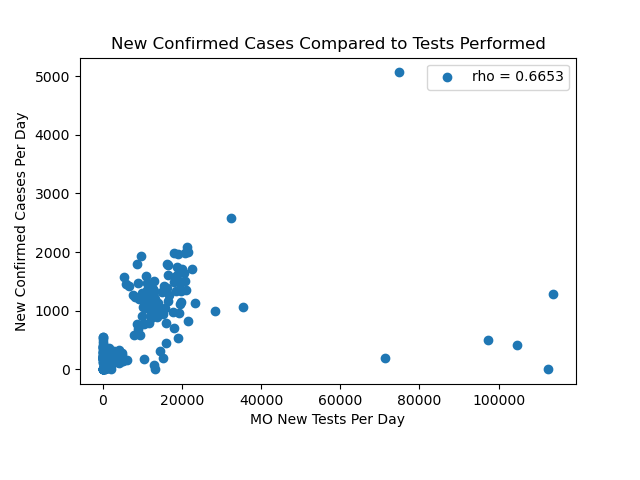 New Confirmed Cases Compared to Tests Performed
rho = 0.6653
New Confirmed Caeses Per Day
5000
4000
3000
2000
1000
0
0 20000 40000 60000 80000 100000
MO New Tests Per Day